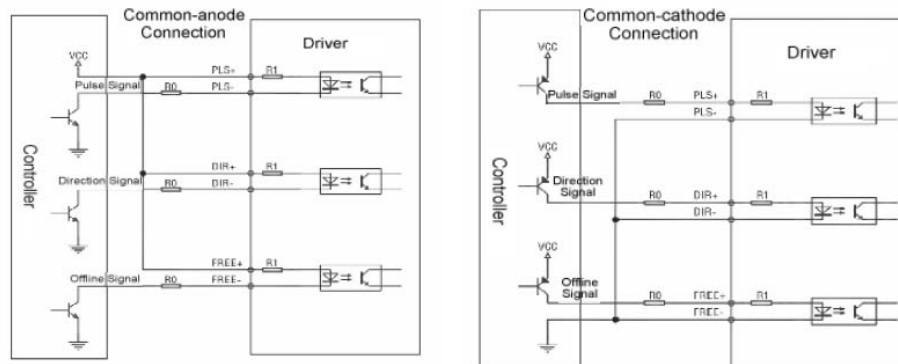 Common-anode
Connection
Driver
VCC
PLS+
R1
Pulse Signal
R0
PLS-
DIR+
R1
Direction Signal
R0
DIR-
Controller
FREE+
R1
Offline Signal
R0
FREE-
Common-cathode
Connection
Driver
VCC
Pulse Signal
R0
PLS+
R1
PLS-
VCC
Direction
Signal
R0
DIR+
R1
DIR-
Controller
VCC
Offline
Signal
R0
FREE+
R1
FREE-